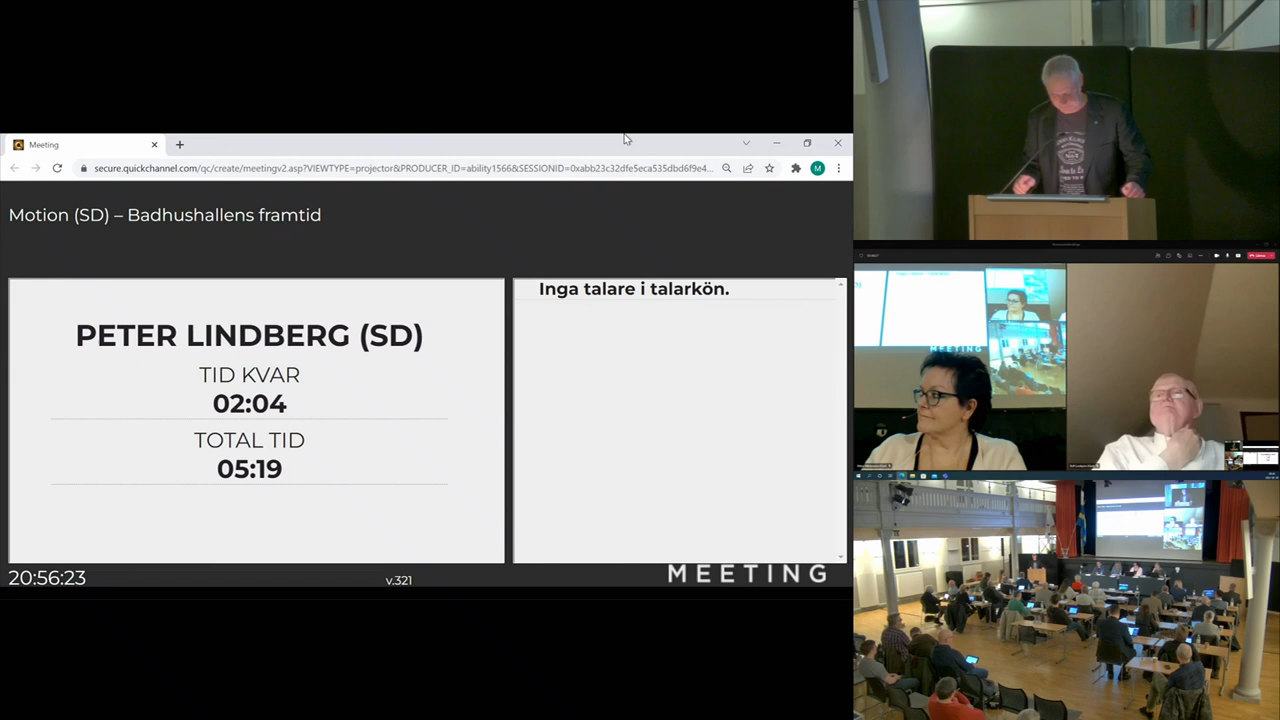 Meeting
secure.quickchannel.com/qc/create/meetingv2.asp?VIEWTYPE=projector&PRODUCER_ID=ability1566&SESSIONID=0xabb23c32dfe5eca535dbd6f9e4...
M
Motion (SD) – Badhushallens framtid
PETER LINDBERG (SD)
TID KVAR
02:04
TOTAL TID
05:19
Inga talare i talarkön.
20:56:23
v.321
MEETING
MEETING